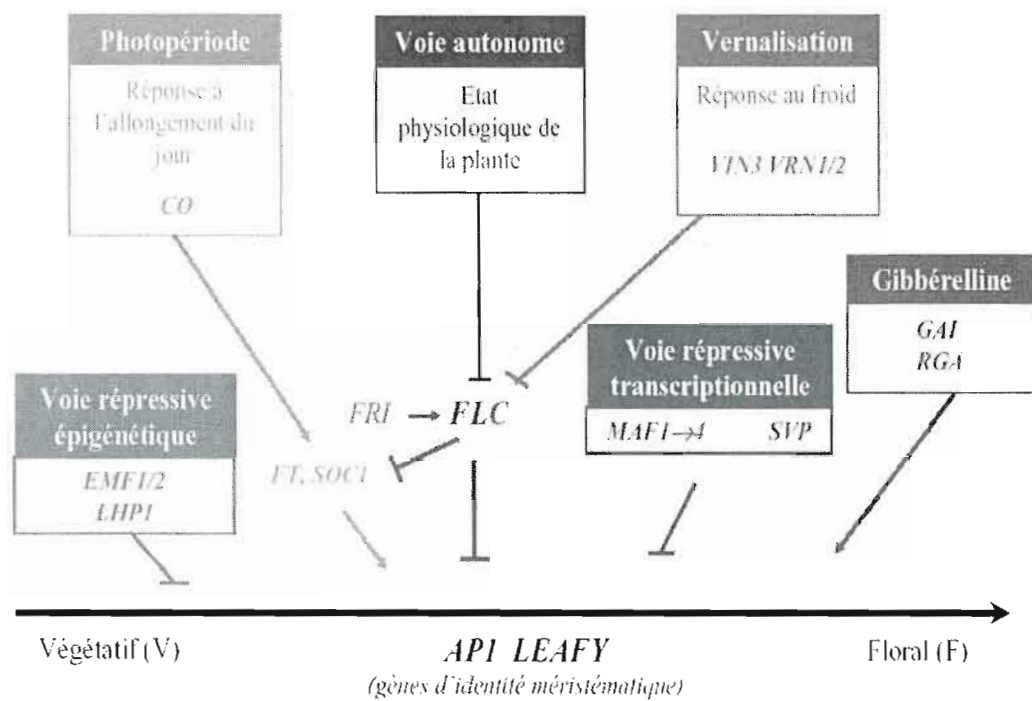 Photopériode
Réponse à
l'allongement du
jour
CO
Voie autonome
Etat
physiologique de
la plante
Vernalisation
Réponse au froid
VIN3 VRN1/2
Gibbérelline
GAI
RGA
Voie répressive
transcriptionnelle
MAF1→4 SVP
Voie répressive
épigénétique
EMF1/2
LHP1
FRI → FLC
FT, SOC1
Végétatif (V)
AP1 LEAFY
Floral (F)
(gènes d'identité méristématique)